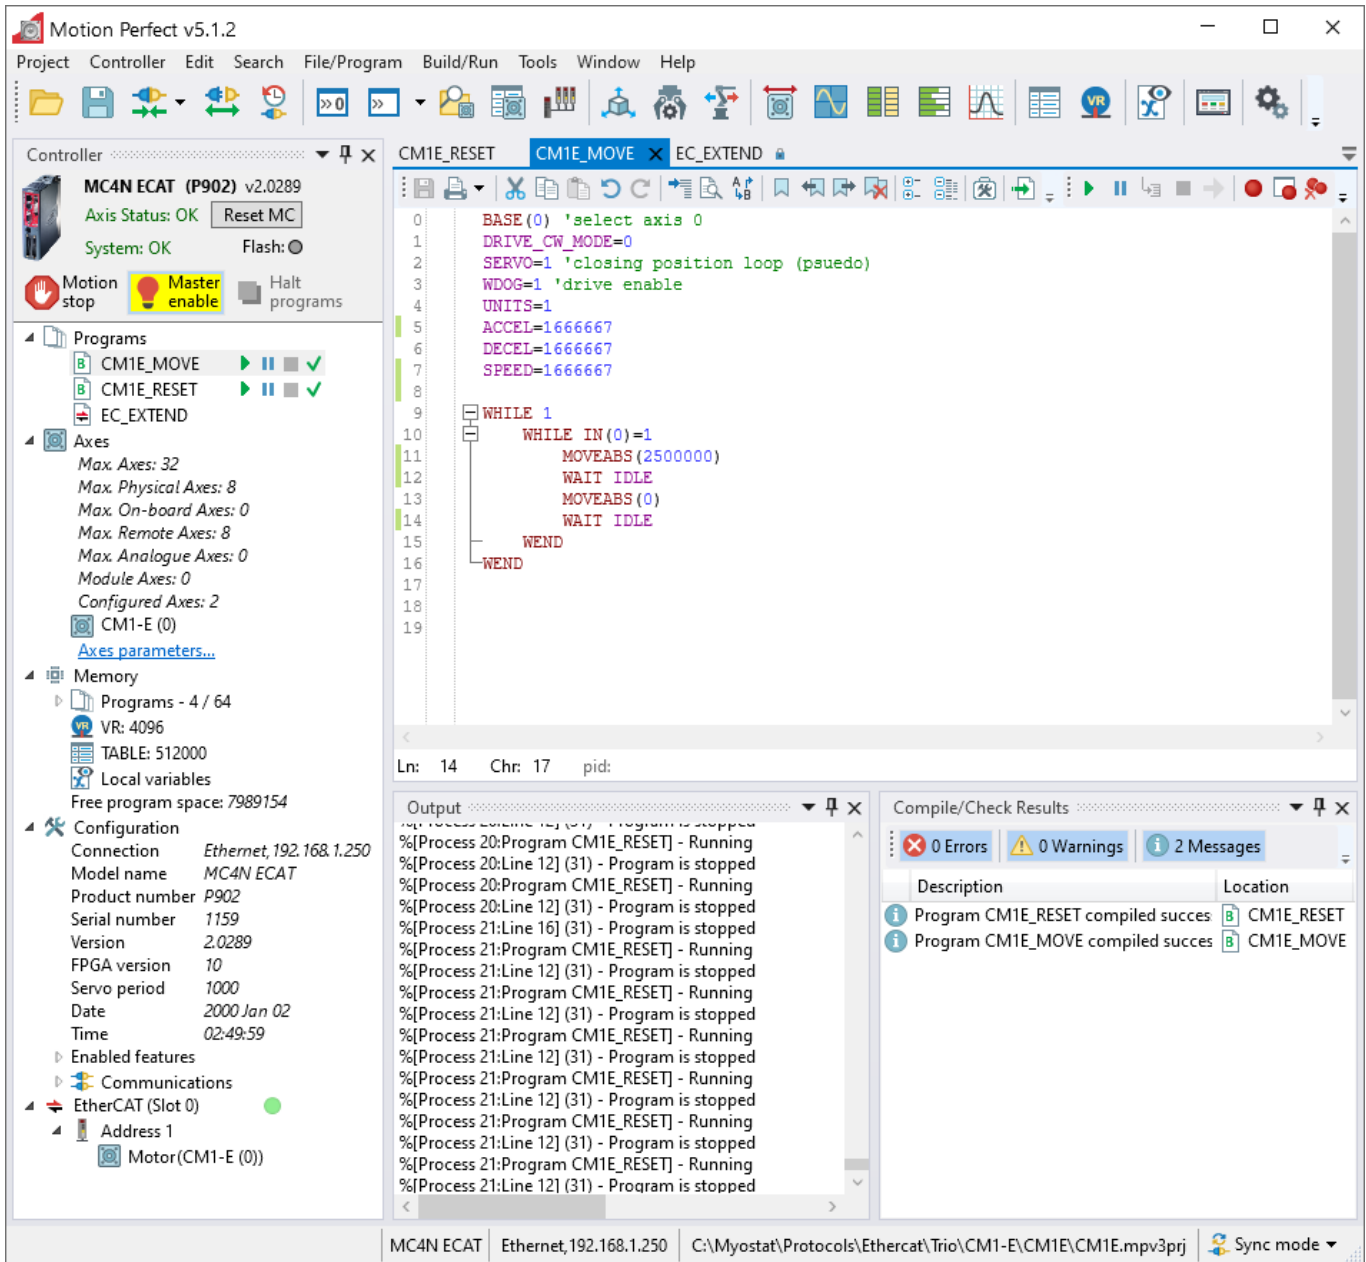 Motion Perfect v5.1.2
Project Controller Edit Search File/Program Build/Run Tools Window Help
Controller
MC4N ECAT (P902) v2.0289
Axis Status: OK Reset MC
System: OK Flash:
Motion stop
Master enable
Halt programs
Programs
CM1E_MOVE
CM1E_RESET
EC_EXTEND
Axes
Max. Axes: 32
Max. Physical Axes: 8
Max. On-board Axes: 0
Max. Remote Axes: 8
Max. Analogue Axes: 0
Module Axes: 0
Configured Axes: 2
CM1-E (0)
Axes parameters...
Memory
Programs - 4 / 64
VR: 4096
TABLE: 512000
Local variables
Free program space: 7989154
Configuration
Connection Ethernet, 192.168.1.250
Model name MC4N ECAT
Product number P902
Serial number 1159
Version 2.0289
FPGA version 10
Servo period 1000
Date 2000 Jan 02
Time 02:49:59
Enabled features
Communications
EtherCAT (Slot 0)
Address 1
Motor(CM1-E (0))
CM1E_RESET CM1E_MOVE EC_EXTEND
0 BASE(0) 'select axis 0
1 DRIVE_CW_MODE=0
2 SERVO=1 'closing position loop (psuedo)
3 WDOG=1 'drive enable
4 UNITS=1
5 ACCEL=1666667
6 DECEL=1666667
7 SPEED=1666667
8
9 WHILE 1
10 WHILE IN(0)=1
11 MOVEABS(2500000)
12 WAIT IDLE
13 MOVEABS(0)
14 WAIT IDLE
15 WEND
16 WEND
17
18
19
Ln: 14 Chr: 17 pid:
Output
%[Process 20:Line 12] (31) - Program is stopped
%[Process 20:Program CM1E_RESET] - Running
%[Process 20:Line 12] (31) - Program is stopped
%[Process 20:Program CM1E_RESET] - Running
%[Process 20:Line 12] (31) - Program is stopped
%[Process 21:Line 16] (31) - Program is stopped
%[Process 21:Program CM1E_RESET] - Running
%[Process 21:Line 12] (31) - Program is stopped
%[Process 21:Program CM1E_RESET] - Running
%[Process 21:Line 12] (31) - Program is stopped
%[Process 21:Program CM1E_RESET] - Running
%[Process 21:Line 12] (31) - Program is stopped
%[Process 21:Program CM1E_RESET] - Running
%[Process 21:Line 12] (31) - Program is stopped
%[Process 21:Program CM1E_RESET] - Running
%[Process 21:Line 12] (31) - Program is stopped
%[Process 21:Program CM1E_RESET] - Running
%[Process 21:Line 12] (31) - Program is stopped
Compile/Check Results
0 Errors 0 Warnings 2 Messages
Description Location
Program CM1E_RESET compiled succes: CM1E_RESET
Program CM1E_MOVE compiled succes CM1E_MOVE
MC4N ECAT Ethernet, 192.168.1.250 C:\Myostat\Protocols\Ethercat\Trio\CM1-E\CM1E\CM1E.mpv3prj Sync mode